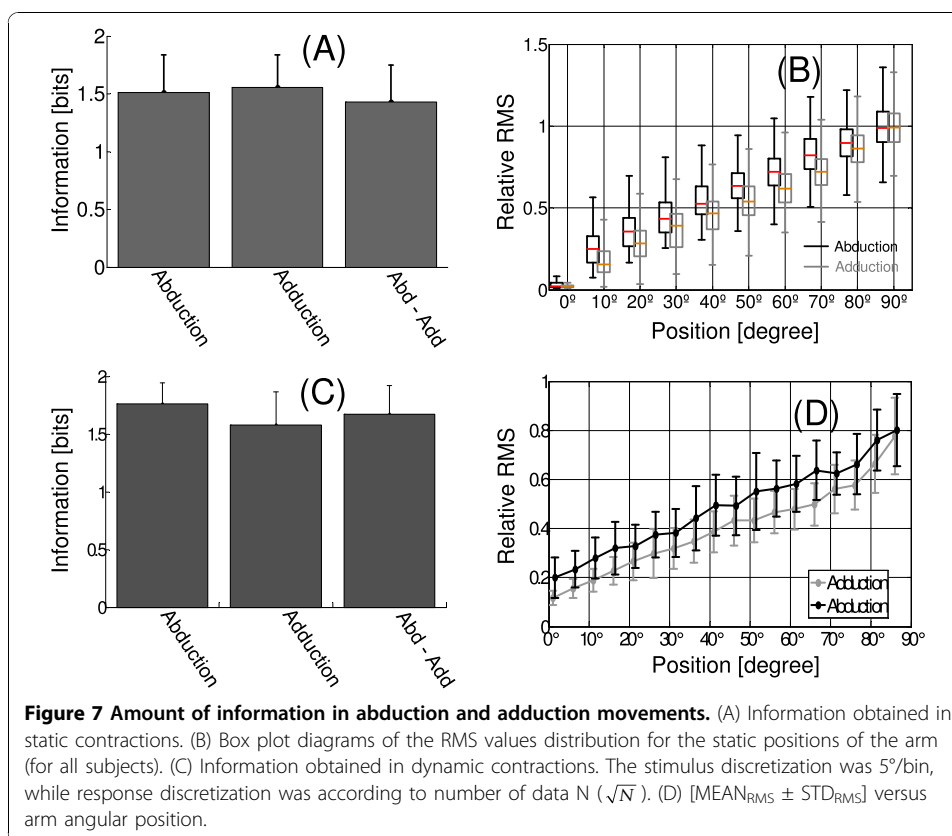 (A)
2
1.5
1
0.5
0
Information [bits]
Abduction
Adduction
Abd - Add
(B)
1.5
1
0.5
0
Relative RMS
Abduction
Adduction
0º 10º 20º 30º 40º 50º 60º 70º 80º 90º
Position [degree]
(C)
2
1.5
1
0.5
0
Information [bits]
Abduction
Adduction
Abd - Add
(D)
1
0.8
0.6
0.4
0.2
0
Relative RMS
Adduction
Abduction
0° 10° 20° 30° 40° 50° 60° 70° 80° 90°
Position [degree]
Figure 7 Amount of information in abduction and adduction movements. (A) Information obtained in
static contractions. (B) Box plot diagrams of the RMS values distribution for the static positions of the arm
(for all subjects). (C) Information obtained in dynamic contractions. The stimulus discretization was 5°/bin,
while response discretization was according to number of data N (√N). (D) [MEANRMS ± STDRMS] versus
arm angular position.